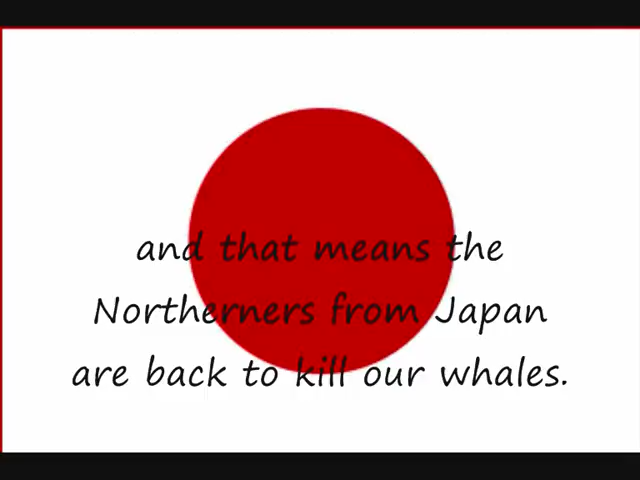 and that means the
Northerners from Japan
are back to kill our whales.